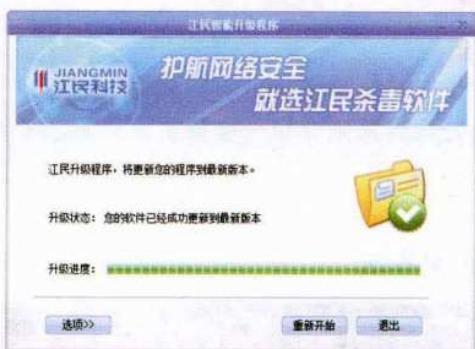 江民智能升级程序
JIANGMIN
江民科技
护航网络安全
就选江民杀毒软件
江民升级程序，将更新您的程序到最新版本。
升级状态： 您的软件已经成功更新到最新版本
升级进度：
选项>>
重新开始
退出